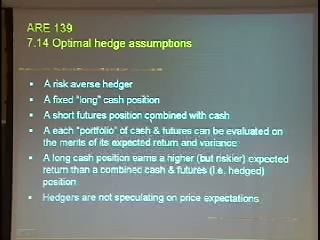 ARE 139
7.14 Optimal hedge assumptions
• A risk averse hedger
• A fixed "long" cash position
• A short futures position combined with cash
• A each "portfolio" of cash & futures can be evaluated on
the merits of its expected return and variance
• A long cash position earns a higher (but riskier) expected
return than a combined cash & futures (i.e. hedged)
position
• Hedgers are not speculating on price expectations